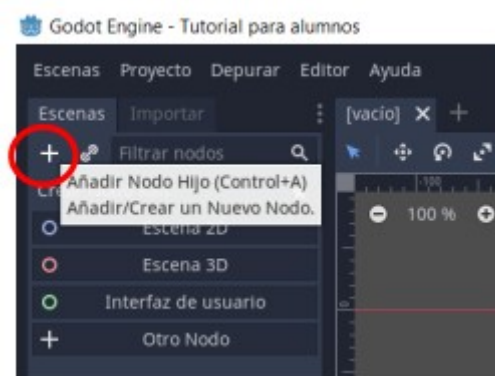 Godot Engine - Tutorial para alumnos
Escenas Proyecto Depurar Editor Ayuda
Escenas Importar [vacío]
Filtrar nodos
Añadir Nodo Hijo (Control+A)
Añadir/Crear un Nuevo Nodo.
-100
100 %
Escena 2D
Escena 3D
Interfaz de usuario
Otro Nodo